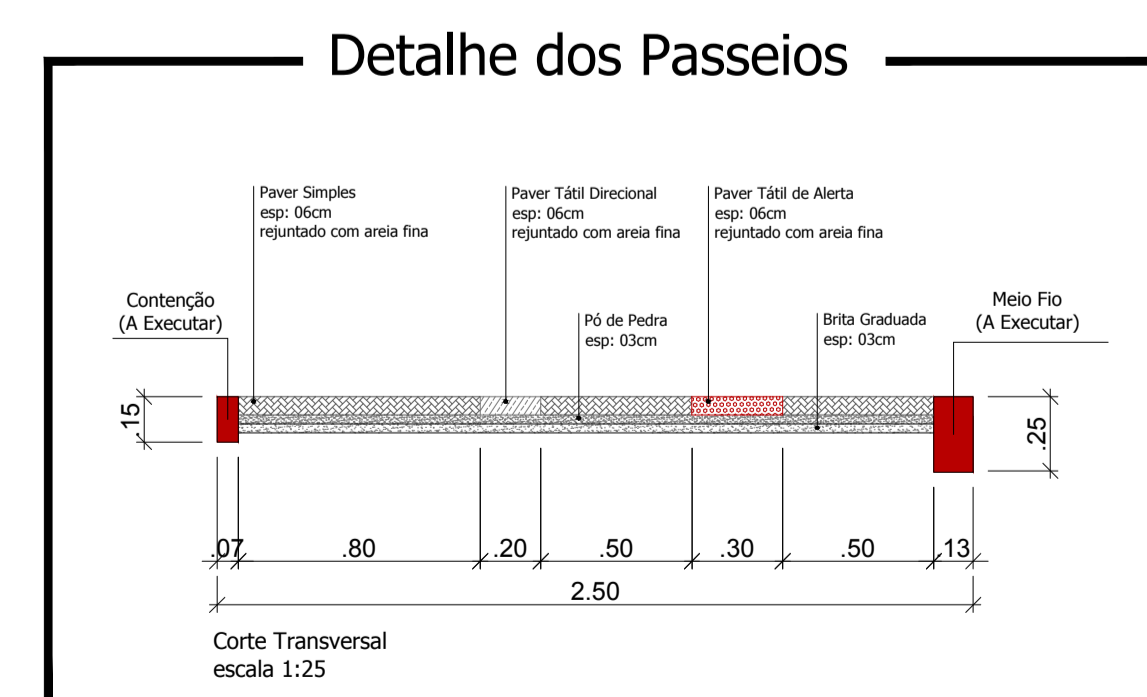 Detalhe dos Passeios
Paver Simples
esp: 06cm
rejuntado com areia fina
Paver Tátil Direcional
esp: 06cm
rejuntado com areia fina
Paver Tátil de Alerta
esp: 06cm
rejuntado com areia fina
Contenção
(A Executar)
Pó de Pedra
esp: 03cm
Brita Graduada
esp: 03cm
Meio Fio
(A Executar)
.15
.25
.07
.80
.20
.50
.30
.50
.13
2.50
Corte Transversal
escala 1:25